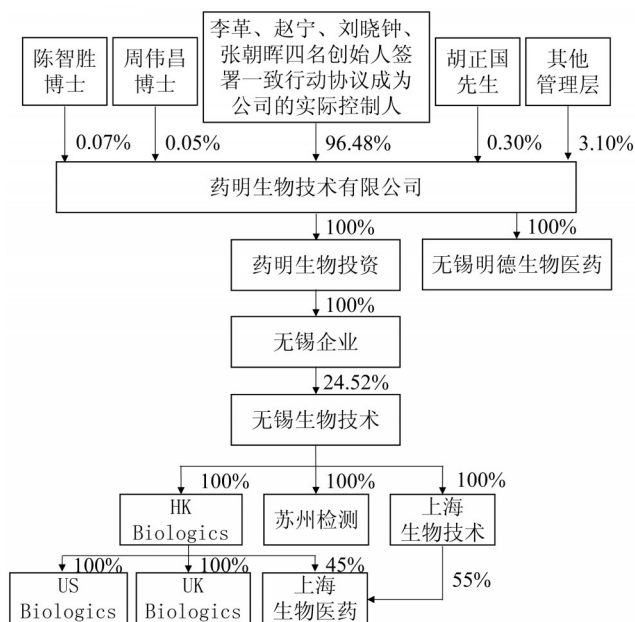 陈智胜
博士
周伟昌
博士
李革、赵宁、刘晓钟、
张朝晖四名创始人签
署一致行动协议成为
公司的实际控制人
胡正国
先生
其他
管理层
0.07%
0.05%
96.48%
0.30%
3.10%
药明生物技术有限公司
100%
100%
药明生物投资
无锡明德生物医药
100%
无锡企业
24.52%
无锡生物技术
100%
100%
100%
HK
Biologics
苏州检测
上海
生物技术
100%
100%
45%
55%
US
Biologics
UK
Biologics
上海
生物医药